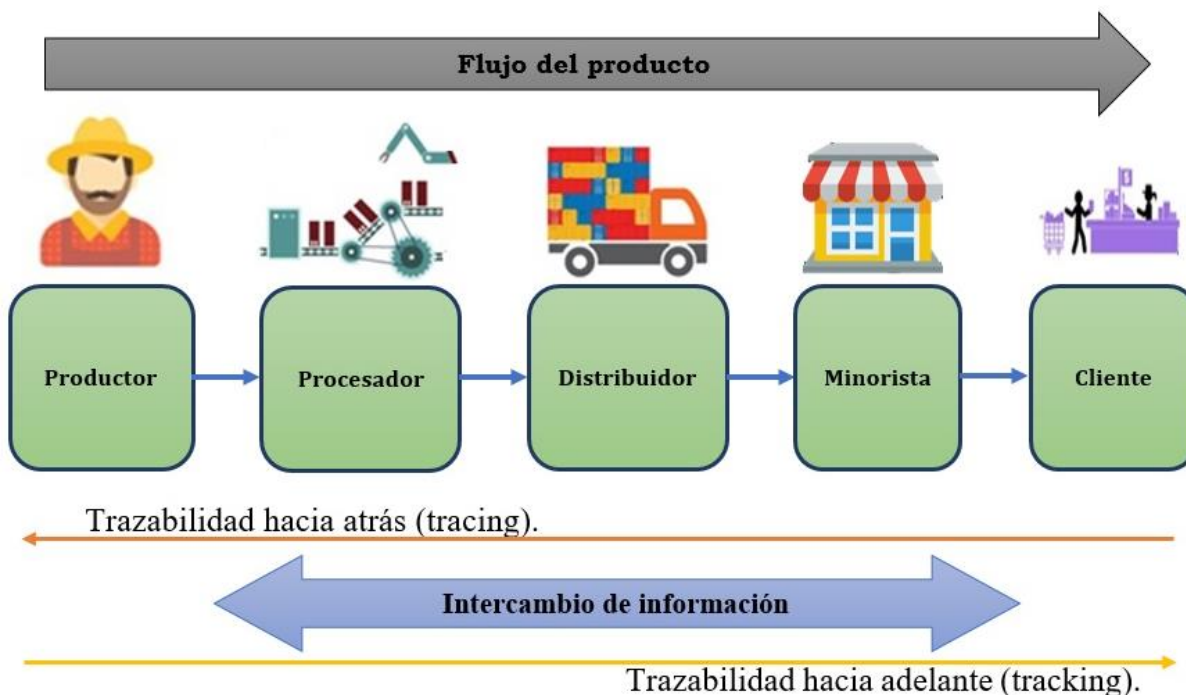 Flujo del producto
Productor
Procesador
Distribuidor
Minorista
Cliente
Trazabilidad hacia atrás (tracing).
Intercambio de información
Trazabilidad hacia adelante (tracking).